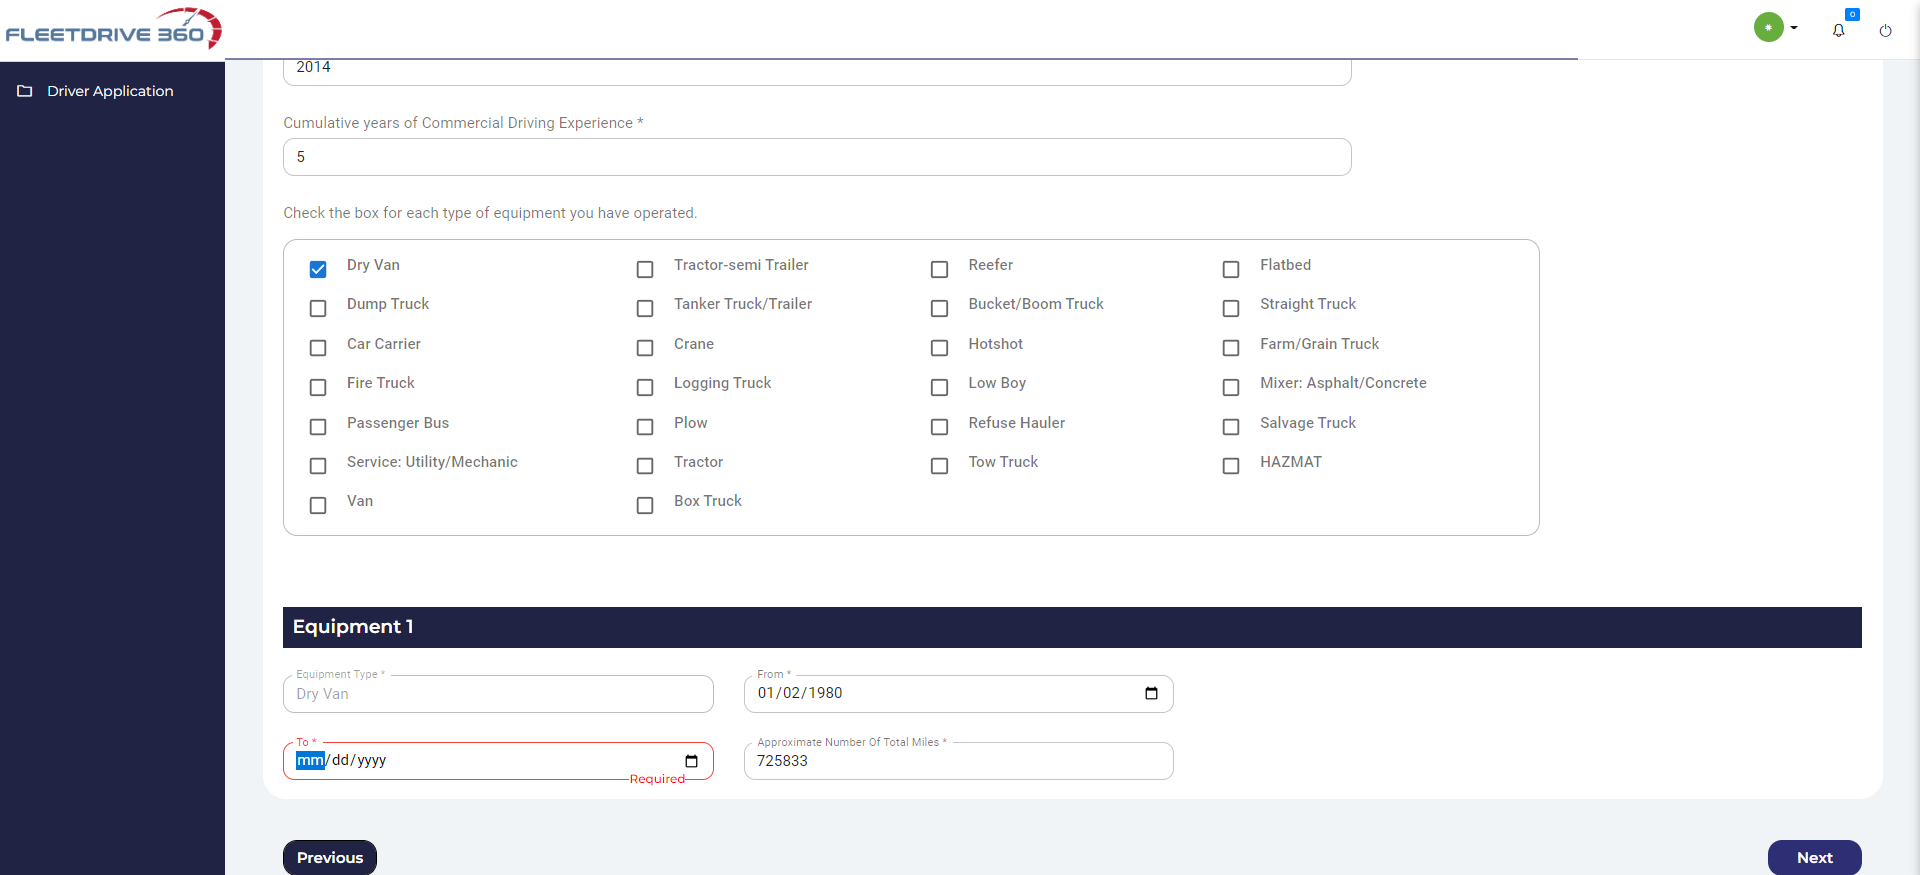 FLEETDRIVE 360
0
Driver Application
2014
Cumulative years of Commercial Driving Experience *
5
Check the box for each type of equipment you have operated.
Dry Van Tractor-semi Trailer Reefer Flatbed
Dump Truck Tanker Truck/Trailer Bucket/Boom Truck Straight Truck
Car Carrier Crane Hotshot Farm/Grain Truck
Fire Truck Logging Truck Low Boy Mixer: Asphalt/Concrete
Passenger Bus Plow Refuse Hauler Salvage Truck
Service: Utility/Mechanic Tractor Tow Truck HAZMAT
Van Box Truck
Equipment 1
Equipment Type * From *
Dry Van 01/02/1980
To * Approximate Number Of Total Miles *
mm/dd/yyyy 725833
Required
Previous Next